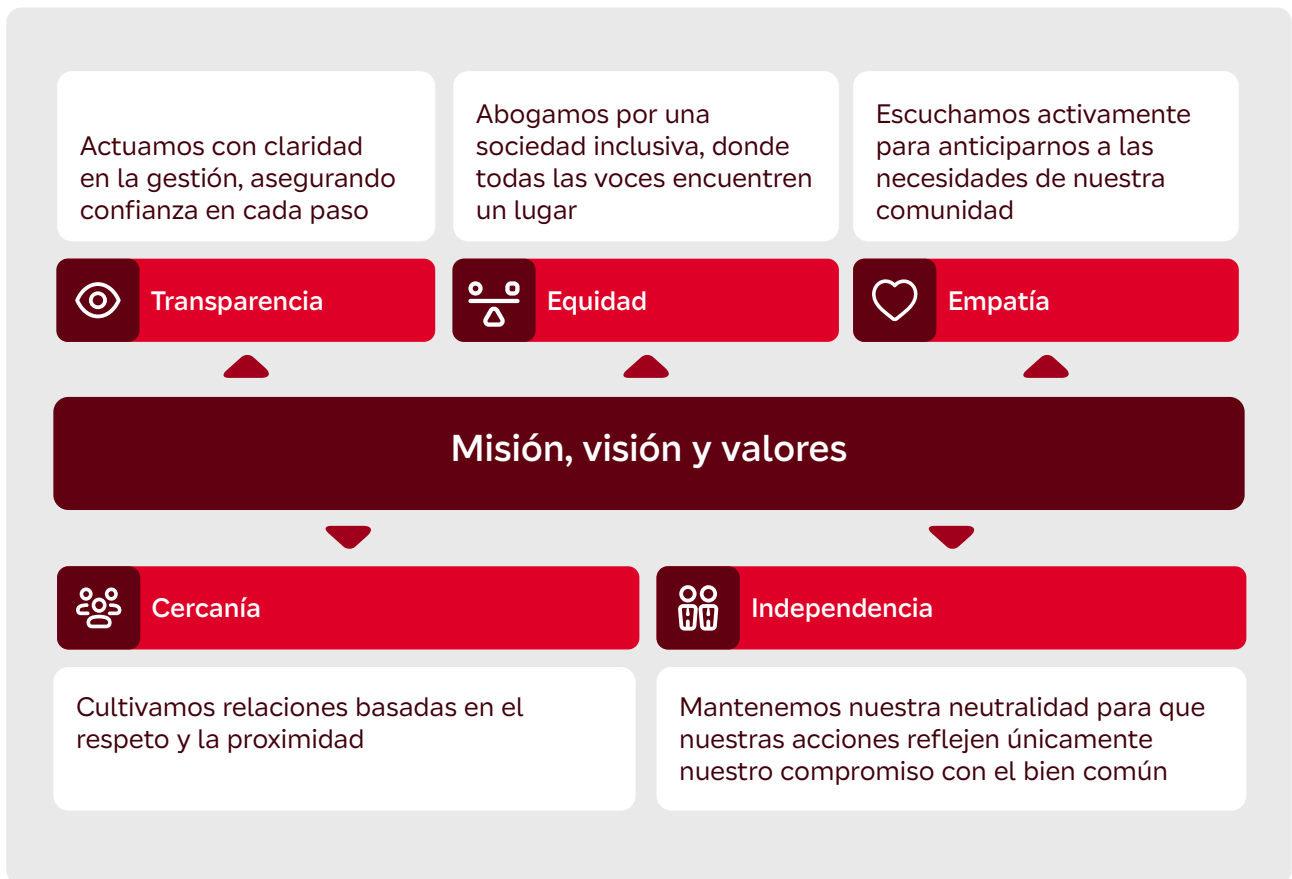 Actuamos con claridad
en la gestión, asegurando
confianza en cada paso
Abogamos por una
sociedad inclusiva, donde
todas las voces encuentren
un lugar
Escuchamos activamente
para anticiparnos a las
necesidades de nuestra
comunidad
Transparencia
Equidad
Empatía
Misión, visión y valores
Cercanía
Independencia
Cultivamos relaciones basadas en el
respeto y la proximidad
Mantenemos nuestra neutralidad para que
nuestras acciones reflejen únicamente
nuestro compromiso con el bien común